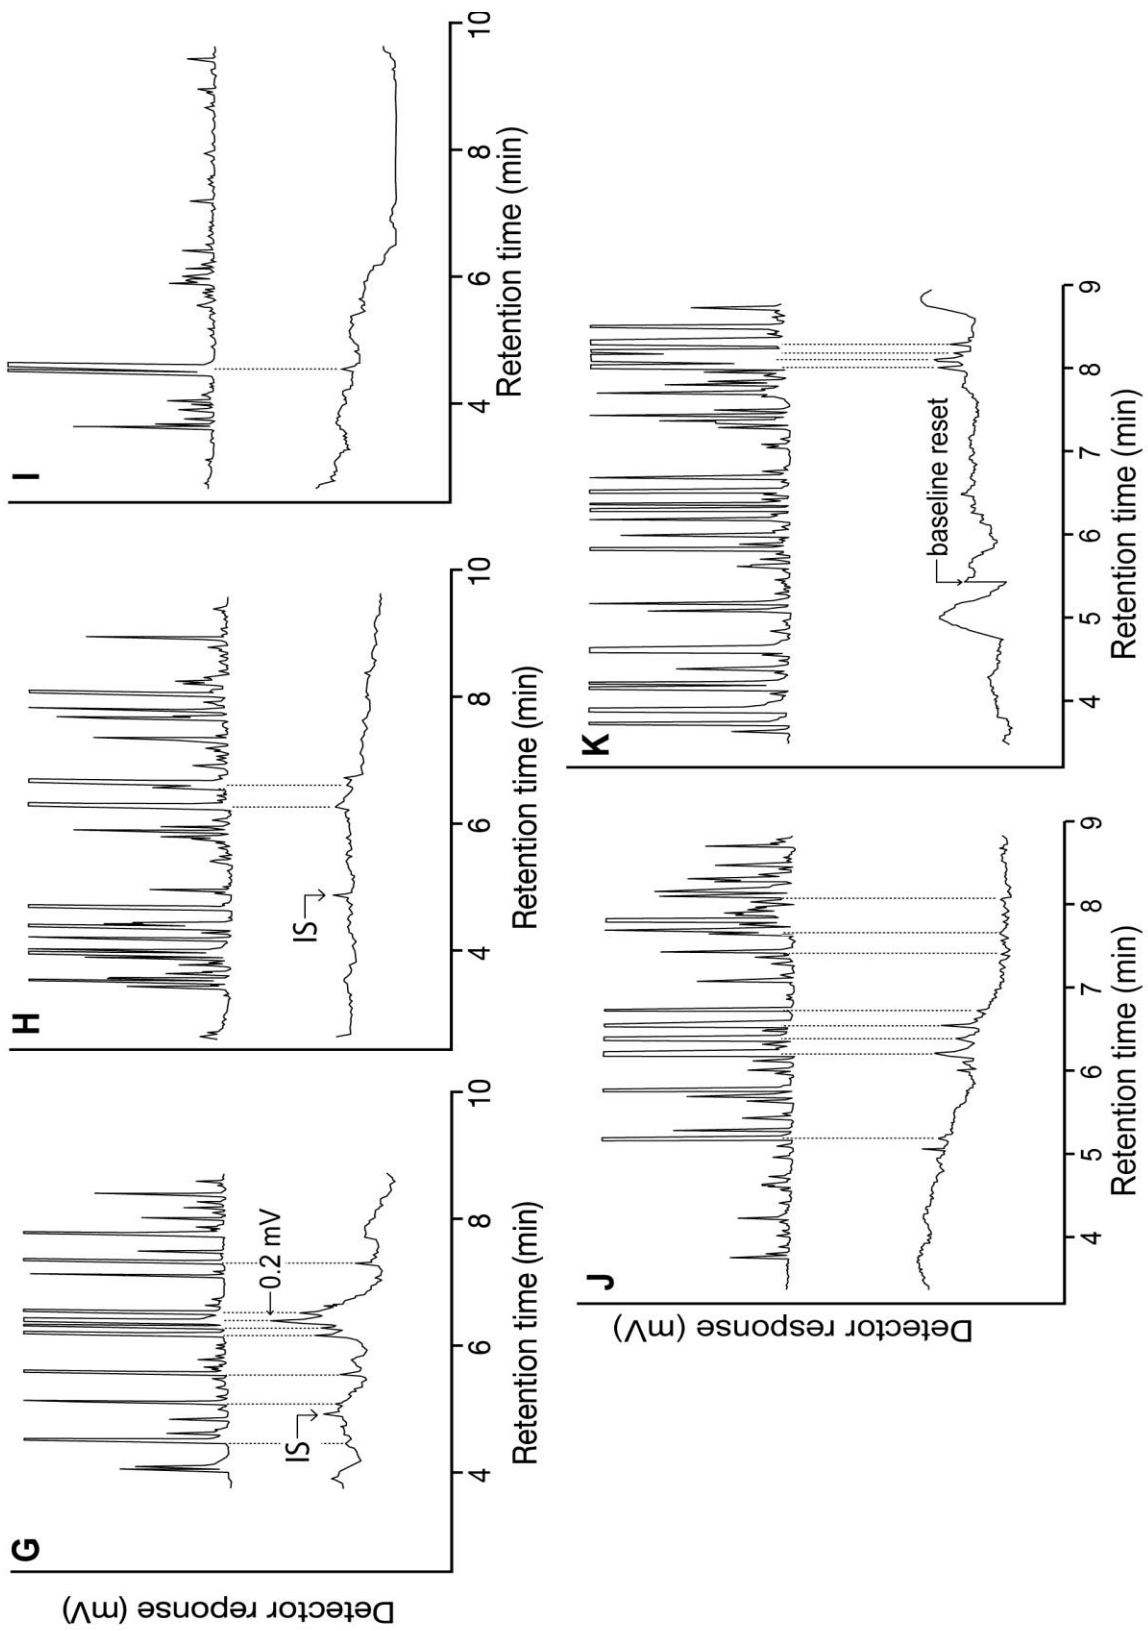 G
Detector reponse (mV)
IS
0.2 mV
4 6 8 10
Retention time (min)
H
IS
4 6 8 10
Retention time (min)
I
4 6 8 10
Retention time (min)
J
Detector response (mV)
4 5 6 7 8 9
Retention time (min)
K
baseline reset
4 5 6 7 8 9
Retention time (min)